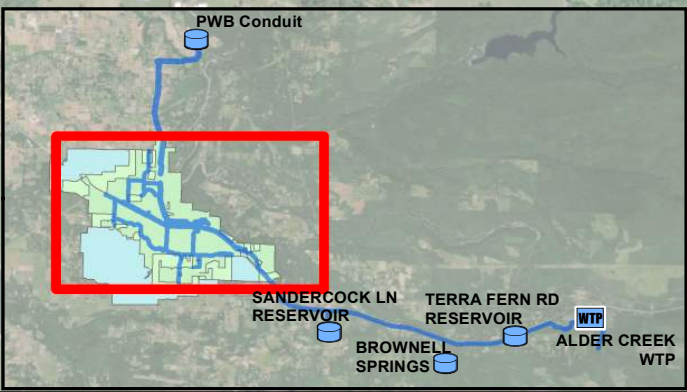 PWB Conduit
SANDERCOCK LN
RESERVOIR
TERRA FERN RD
RESERVOIR
WTP
ALDER CREEK
WTP
BROWNELL
SPRINGS